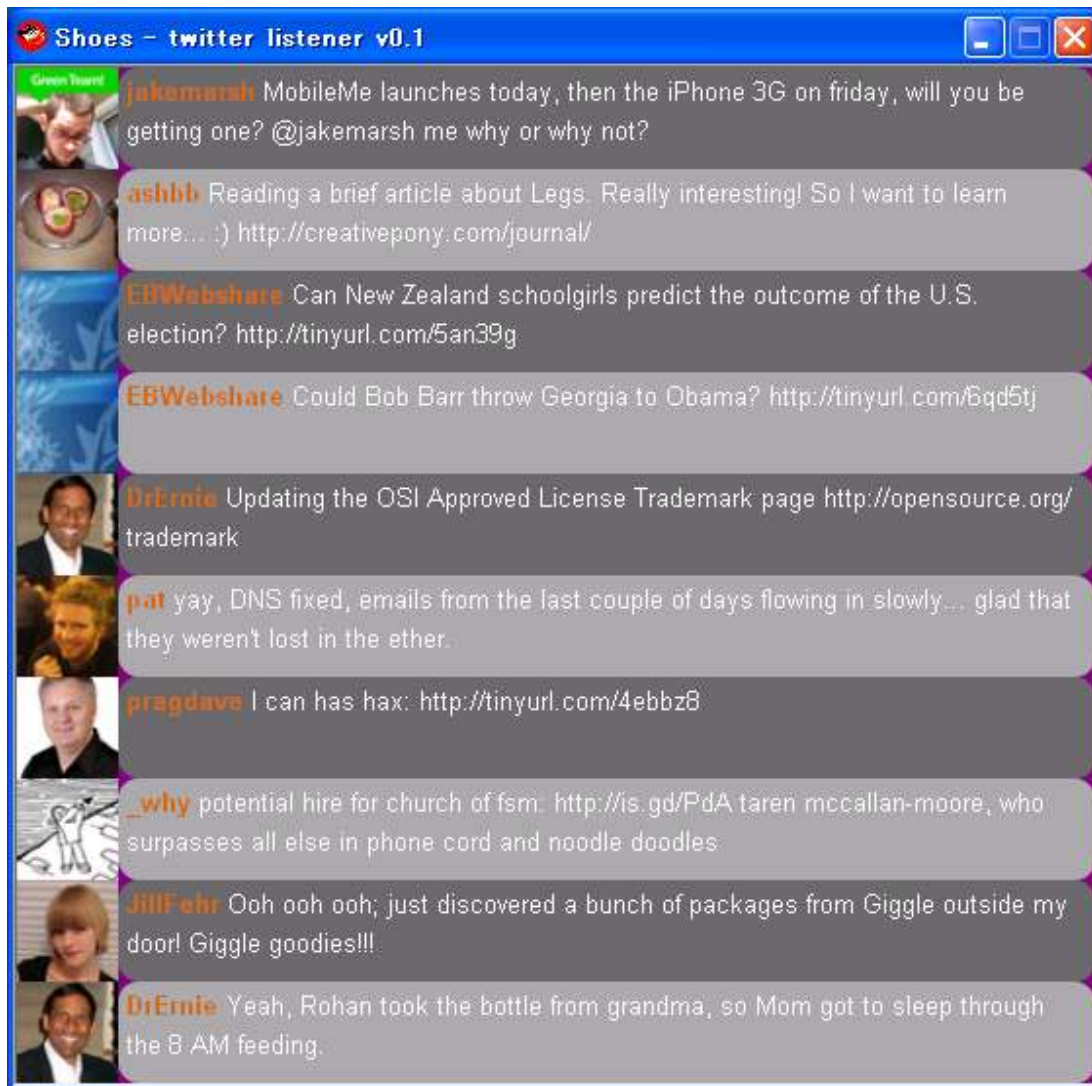 Shoes - twitter listener v0.1
Green Team!
jakemarsh MobileMe launches today, then the iPhone 3G on friday, will you be
getting one? @jakemarsh me why or why not?
ashbb Reading a brief article about Legs. Really interesting! So I want to learn
more... :) http://creativepony.com/journal/
EBWebshare Can New Zealand schoolgirls predict the outcome of the U.S.
election? http://tinyurl.com/5an39g
EBWebshare Could Bob Barr throw Georgia to Obama? http://tinyurl.com/6qd5tj
DrErnie Updating the OSI Approved License Trademark page http://opensource.org/
trademark
pat yay, DNS fixed, emails from the last couple of days flowing in slowly... glad that
they weren't lost in the ether.
pragdave I can has hax: http://tinyurl.com/4ebbz8
_why potential hire for church of fsm: http://is.gd/PdA taren mccallan-moore, who
surpasses all else in phone cord and noodle doodles
JillFehr Ooh ooh ooh; just discovered a bunch of packages from Giggle outside my
door! Giggle goodies!!!
DrErnie Yeah, Rohan took the bottle from grandma, so Mom got to sleep through
the 8 AM feeding.